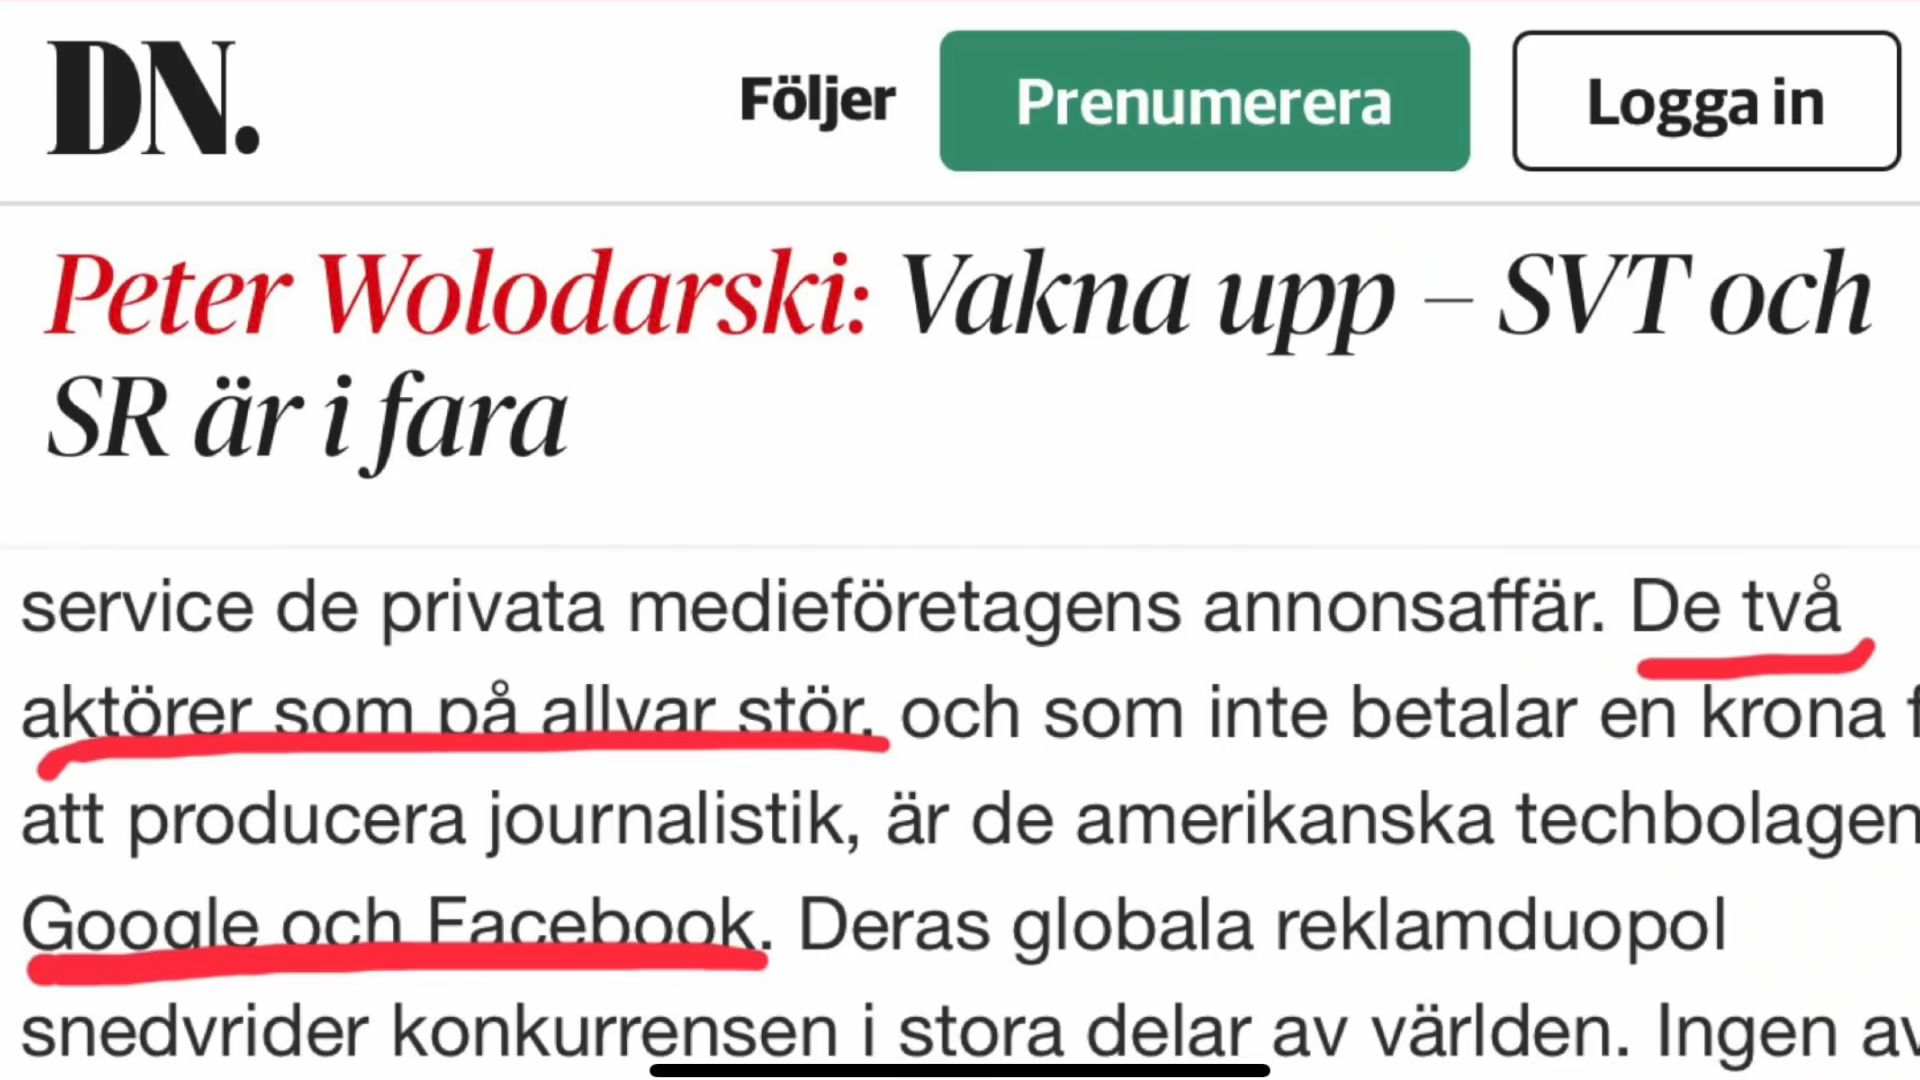 DN.
Följer
Prenumerera
Logga in
Peter Wolodarski: Vakna upp – SVT och
SR är i fara
service de privata medieföretagens annonsaffär. De två
aktörer som på allvar stör, och som inte betalar en krona f
att producera journalistik, är de amerikanska techbolagen
Google och Facebook. Deras globala reklamduopol
snedvrider konkurrensen i stora delar av världen. Ingen av